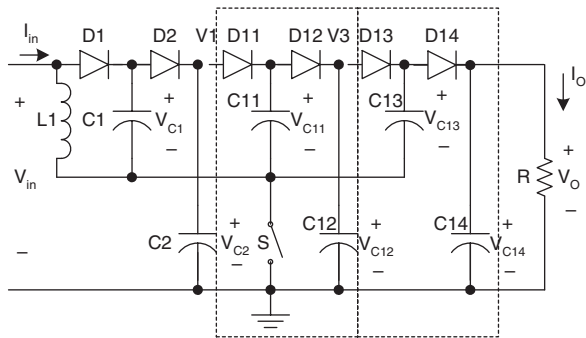 I_in D1 D2 V1 D11 D12 V3 D13 D14 I_O
+ L1 C1 + V_C1 – C11 + V_C11 – C13 + V_C13 –
V_in R + V_O –
– C2 + V_C2 – S C12 + V_C12 – C14 + V_C14 –